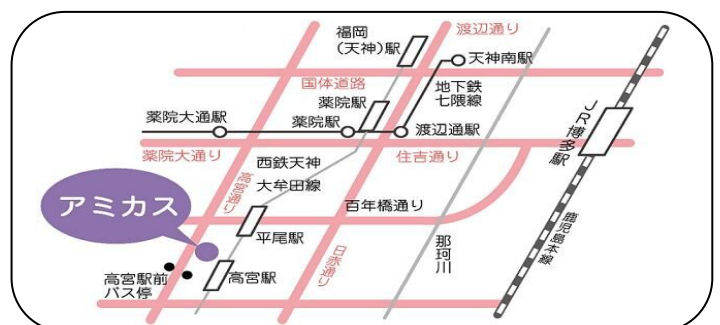 福岡
(天神)駅
渡辺通り
天神南駅
国体道路
地下鉄
七隈線
薬院駅
薬院大通駅
薬院駅
渡辺通駅
JR博多駅
薬院大通り
西鉄天神
大牟田線
住吉通り
高宮通り
アミカス
百年橋通り
平尾駅
日赤通り
那珂川
鹿児島本線
高宮駅前
バス停
高宮駅